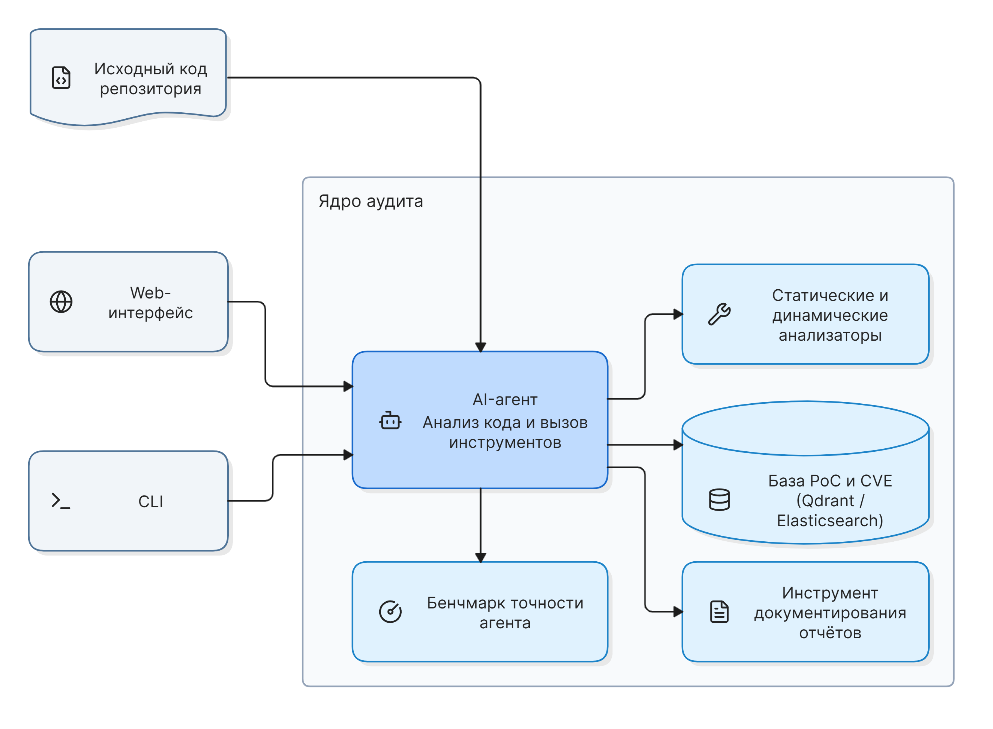 Исходный код
репозитория
Ядро аудита
Web-
интерфейс
Статические и
динамические
анализаторы
AI-агент
Анализ кода и вызов
инструментов
База PoC и CVE
(Qdrant /
Elasticsearch)
CLI
Бенчмарк точности
агента
Инструмент
документирования
отчётов